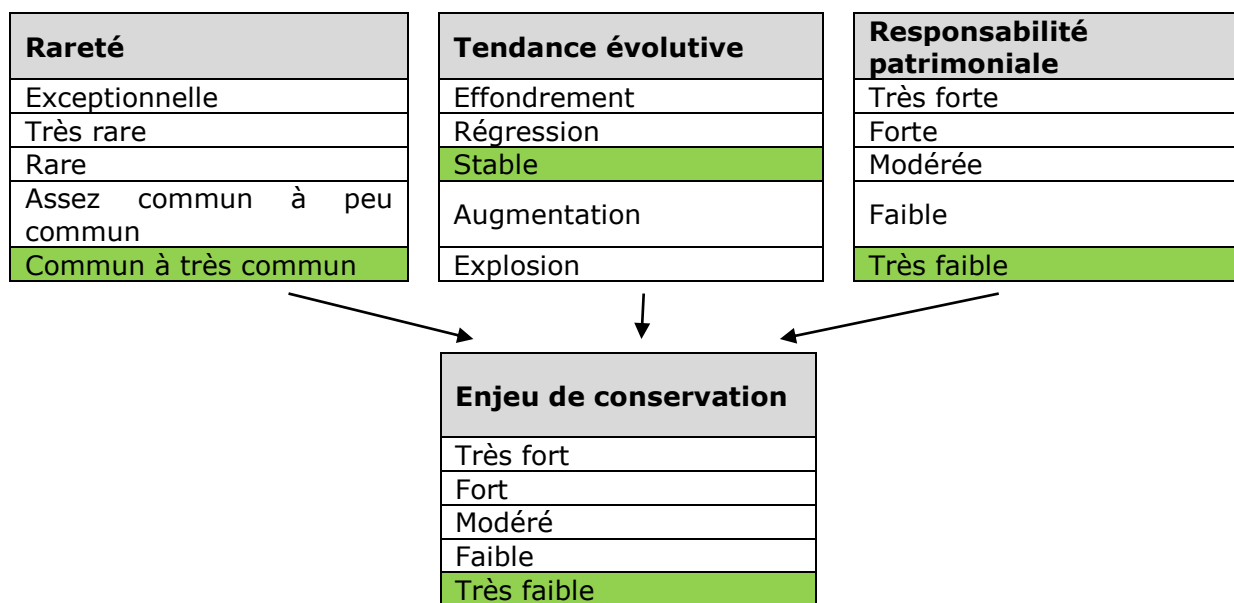 Rareté
Exceptionnelle
Très rare
Rare
Assez commun à peu
commun
Commun à très commun
Tendance évolutive
Effondrement
Régression
Stable
Augmentation
Explosion
Responsabilité
patrimoniale
Très forte
Forte
Modérée
Faible
Très faible
Enjeu de conservation
Très fort
Fort
Modéré
Faible
Très faible